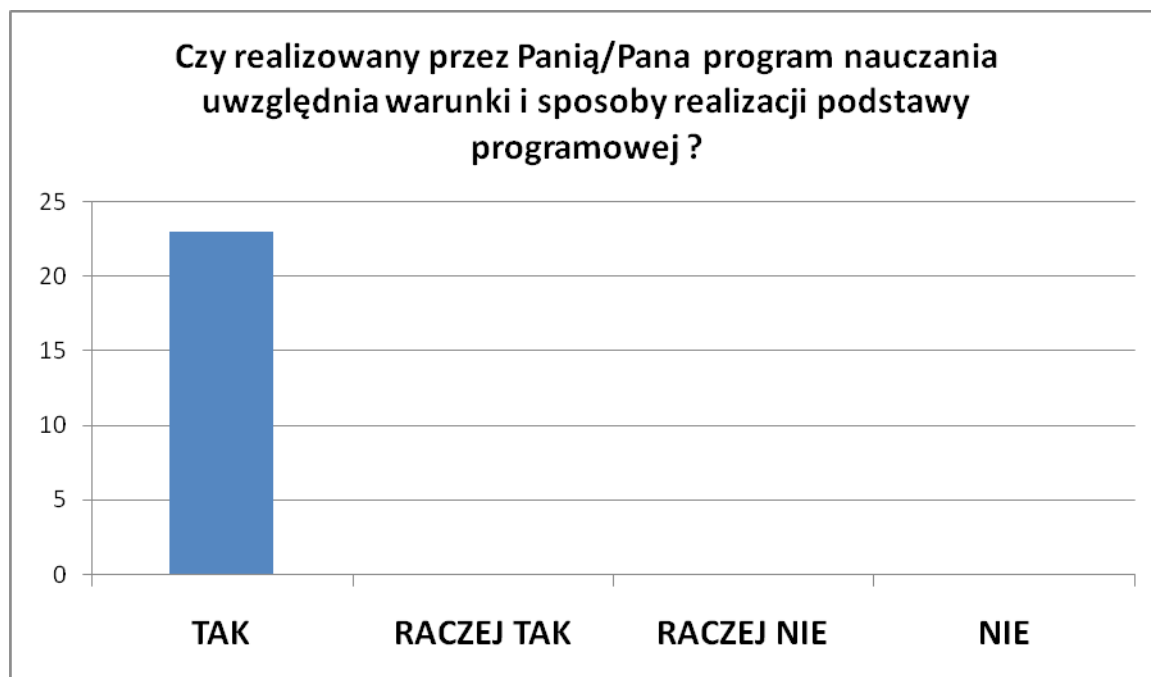 Czy realizowany przez Panią/Pana program nauczania
uwzględnia warunki i sposoby realizacji podstawy
programowej ?
25
20
15
10
5
0
TAK RACZEJ TAK RACZEJ NIE NIE